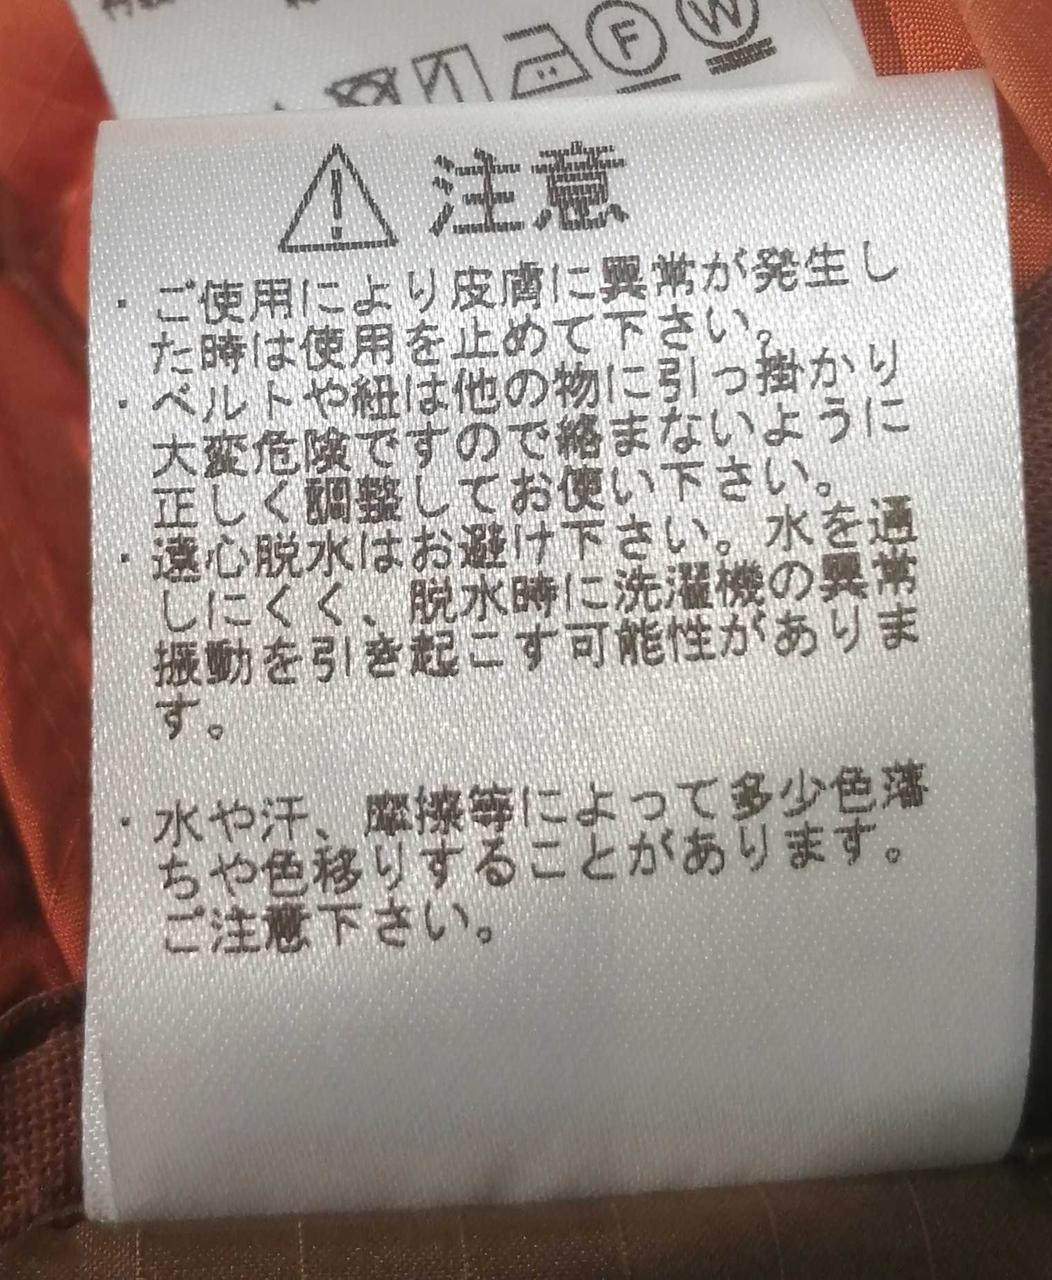 F
W
注意
・ご使用により皮膚に異常が発生し
た時は使用を止めて下さい。
・ベルトや紐は他の物に引っ掛かり
大変危険ですので絡まないように
正しく調整してお使い下さい。
・遠心脱水はお避け下さい。水を通
しにくく、脱水時に洗濯機の異常
振動を引き起こす可能性がありま
す。
・水や汗、摩擦等によって多少色落
ちや色移りすることがあります。
ご注意下さい。